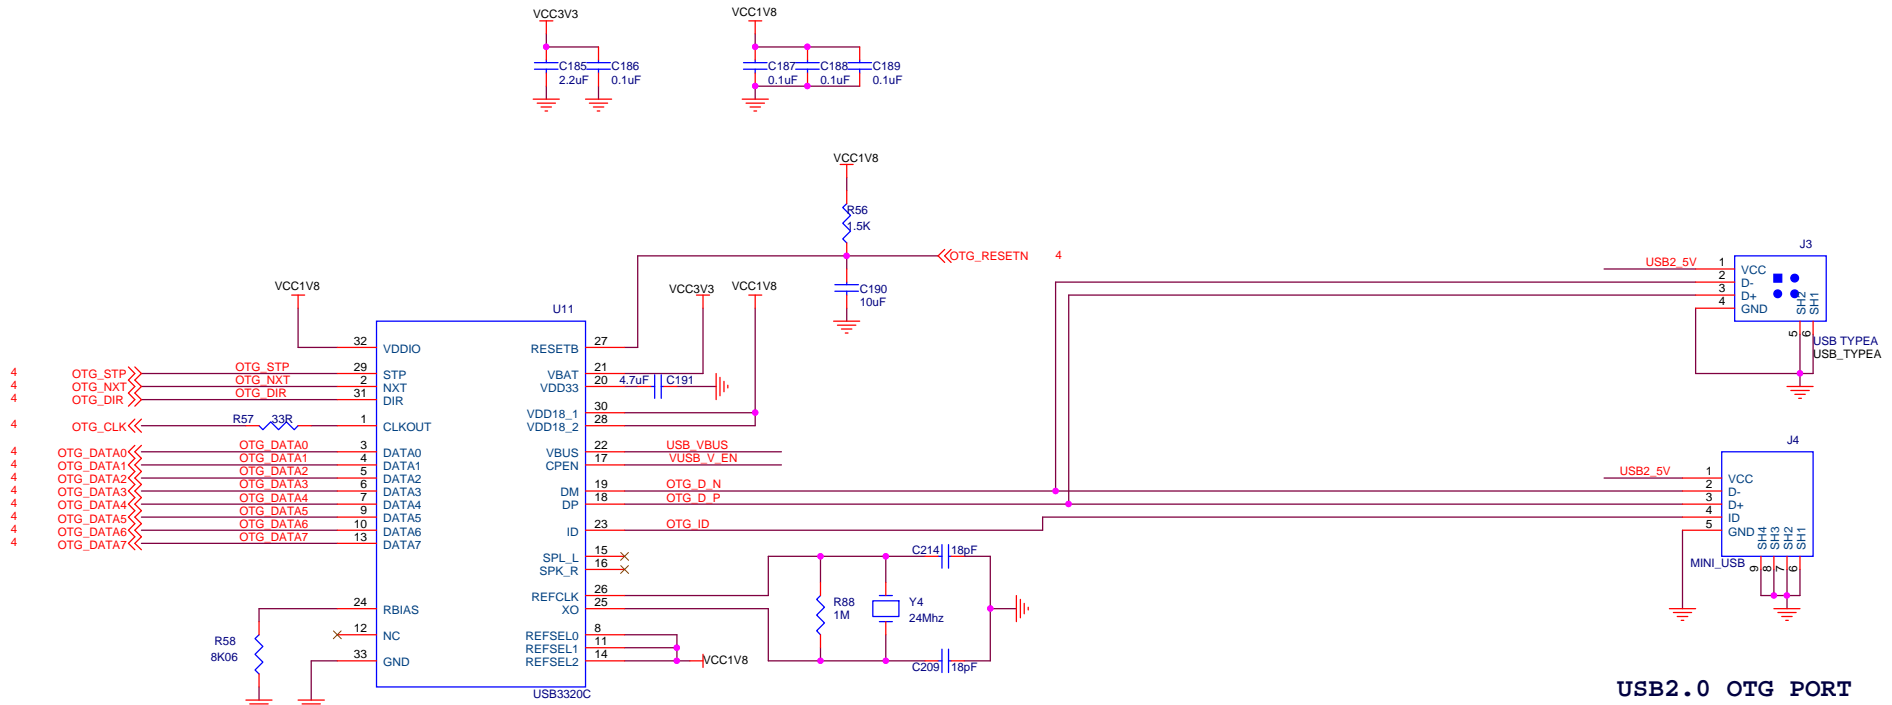 VCC3V3
VCC1V8
C185
2.2uF
C186
0.1uF
C187
0.1uF
C188
0.1uF
C189
0.1uF
VCC1V8
R56
1.5K
OTG_RESETN 4
C190
10uF
VCC1V8
VCC3V3
VCC1V8
U11
32 VDDIO
RESETB 27
4 OTG_STP OTG_STP 29 STP
4 OTG_NXT OTG_NXT 2 NXT
4 OTG_DIR OTG_DIR 31 DIR
VBAT 21
VDD33 20 4.7uF C191
4 OTG_CLK R57 33R 1 CLKOUT
VDD18_1 30
VDD18_2 28
4 OTG_DATA0 OTG_DATA0 3 DATA0
4 OTG_DATA1 OTG_DATA1 4 DATA1
4 OTG_DATA2 OTG_DATA2 5 DATA2
4 OTG_DATA3 OTG_DATA3 6 DATA3
4 OTG_DATA4 OTG_DATA4 7 DATA4
4 OTG_DATA5 OTG_DATA5 9 DATA5
4 OTG_DATA6 OTG_DATA6 10 DATA6
4 OTG_DATA7 OTG_DATA7 13 DATA7
VBUS 22 USB_VBUS
CPEN 17 VUSB_V_EN
DM 19 OTG_D_N
DP 18 OTG_D_P
ID 23 OTG_ID
SPL_L 15
SPK_R 16
REFCLK 26
XO 25
24 RBIAS
12 NC
33 GND
REFSEL0 8
REFSEL1 11
REFSEL2 14
VCC1V8
R58
8K06
USB3320C
C214 18pF
R88
1M
Y4
24Mhz
C209 18pF
J3
USB2_5V 1 VCC
2 D-
3 D+
4 GND
SH2
SH1
5
6
USB TYPEA
USB_TYPEA
J4
USB2_5V 1 VCC
2 D-
3 D+
4 ID
5 GND
SH4
SH3
SH2
SH1
9
8
7
6
MINI_USB
USB2.0 OTG PORT